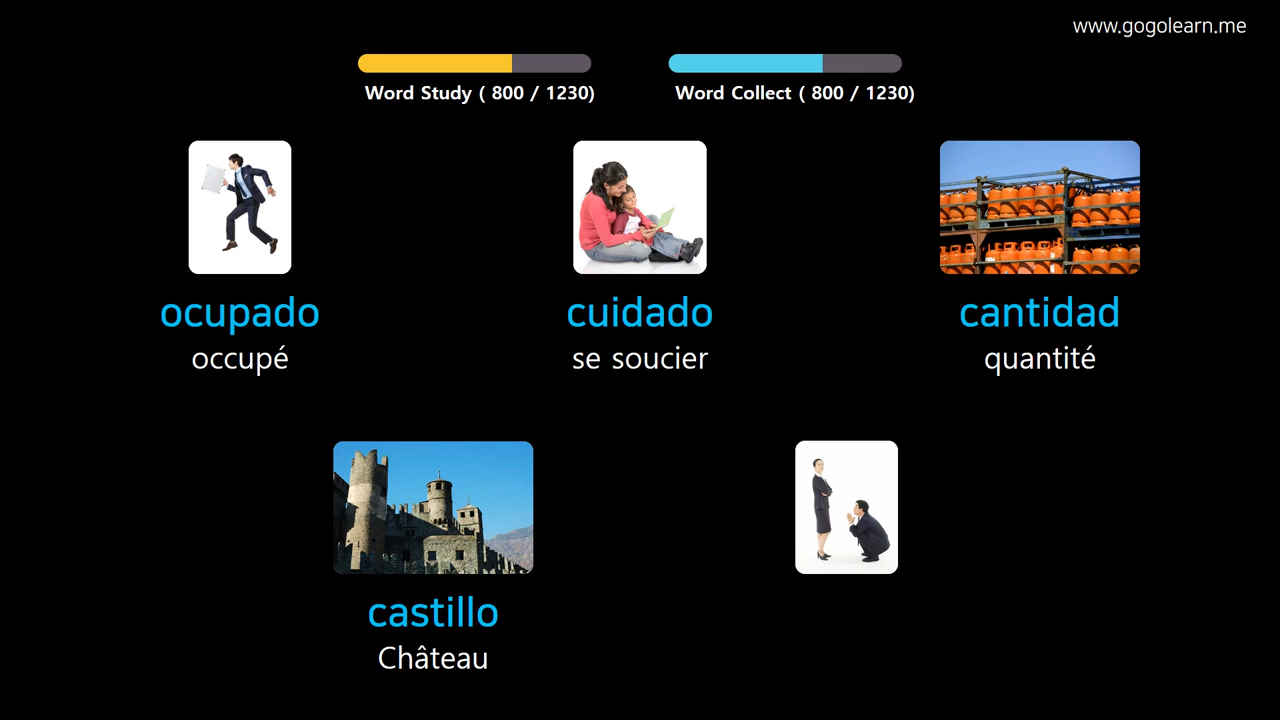 www.gogolearn.me
Word Study ( 800 / 1230)
Word Collect ( 800 / 1230)
ocupado
occupé
cuidado
se soucier
cantidad
quantité
castillo
Château